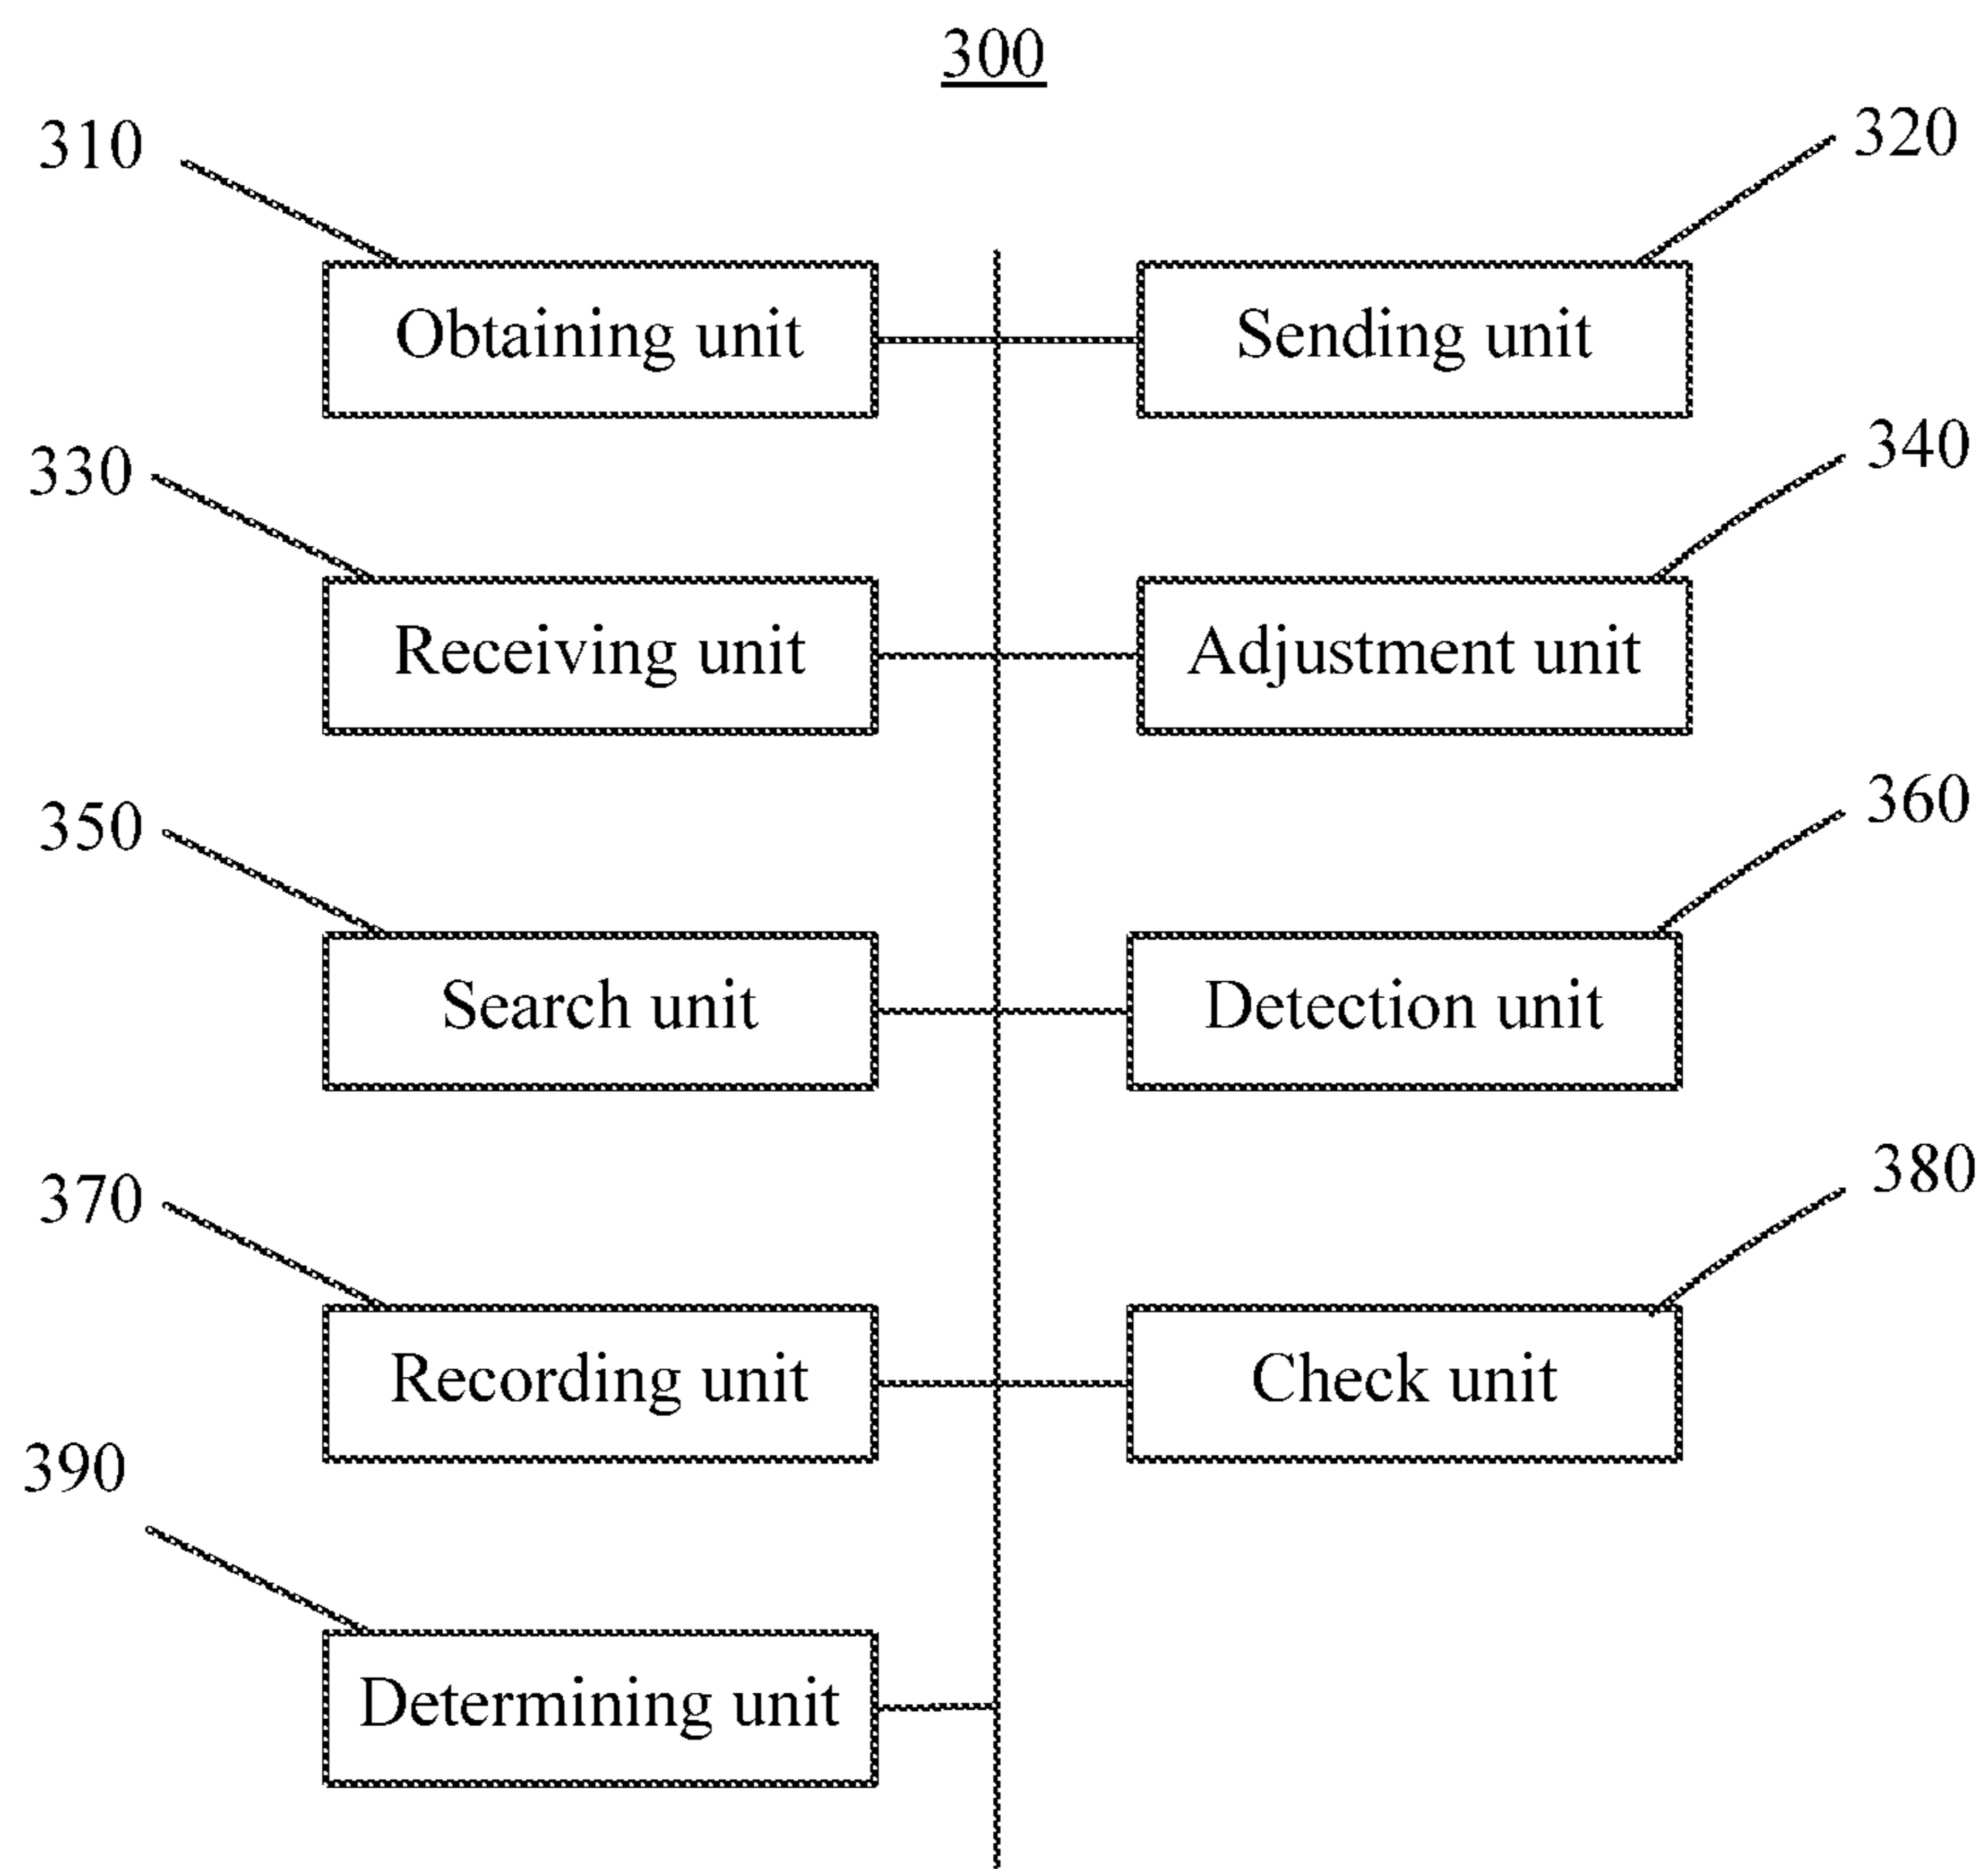 300
310
320
Obtaining unit
Sending unit
330
340
Receiving unit
Adjustment unit
350
360
Search unit
Detection unit
370
380
Recording unit
Check unit
390
Determining unit